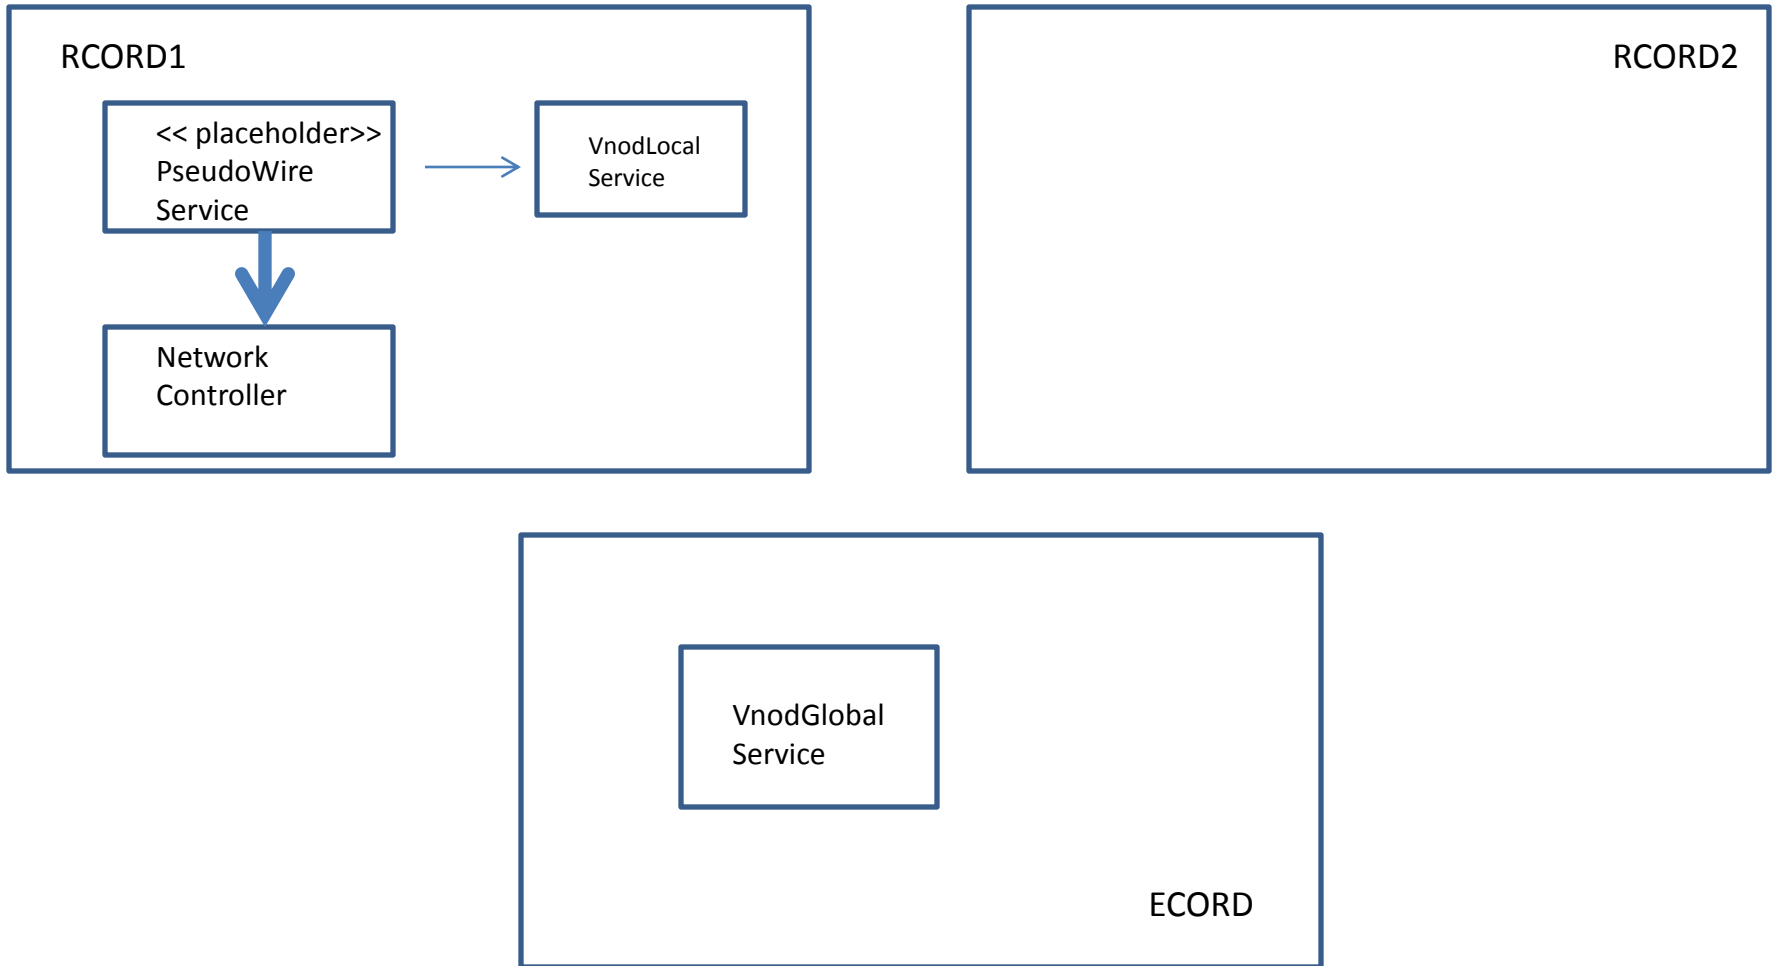 RCORD1
<< placeholder>>
PseudoWire
Service
VnodLocal
Service
Network
Controller
RCORD2
VnodGlobal
Service
ECORD